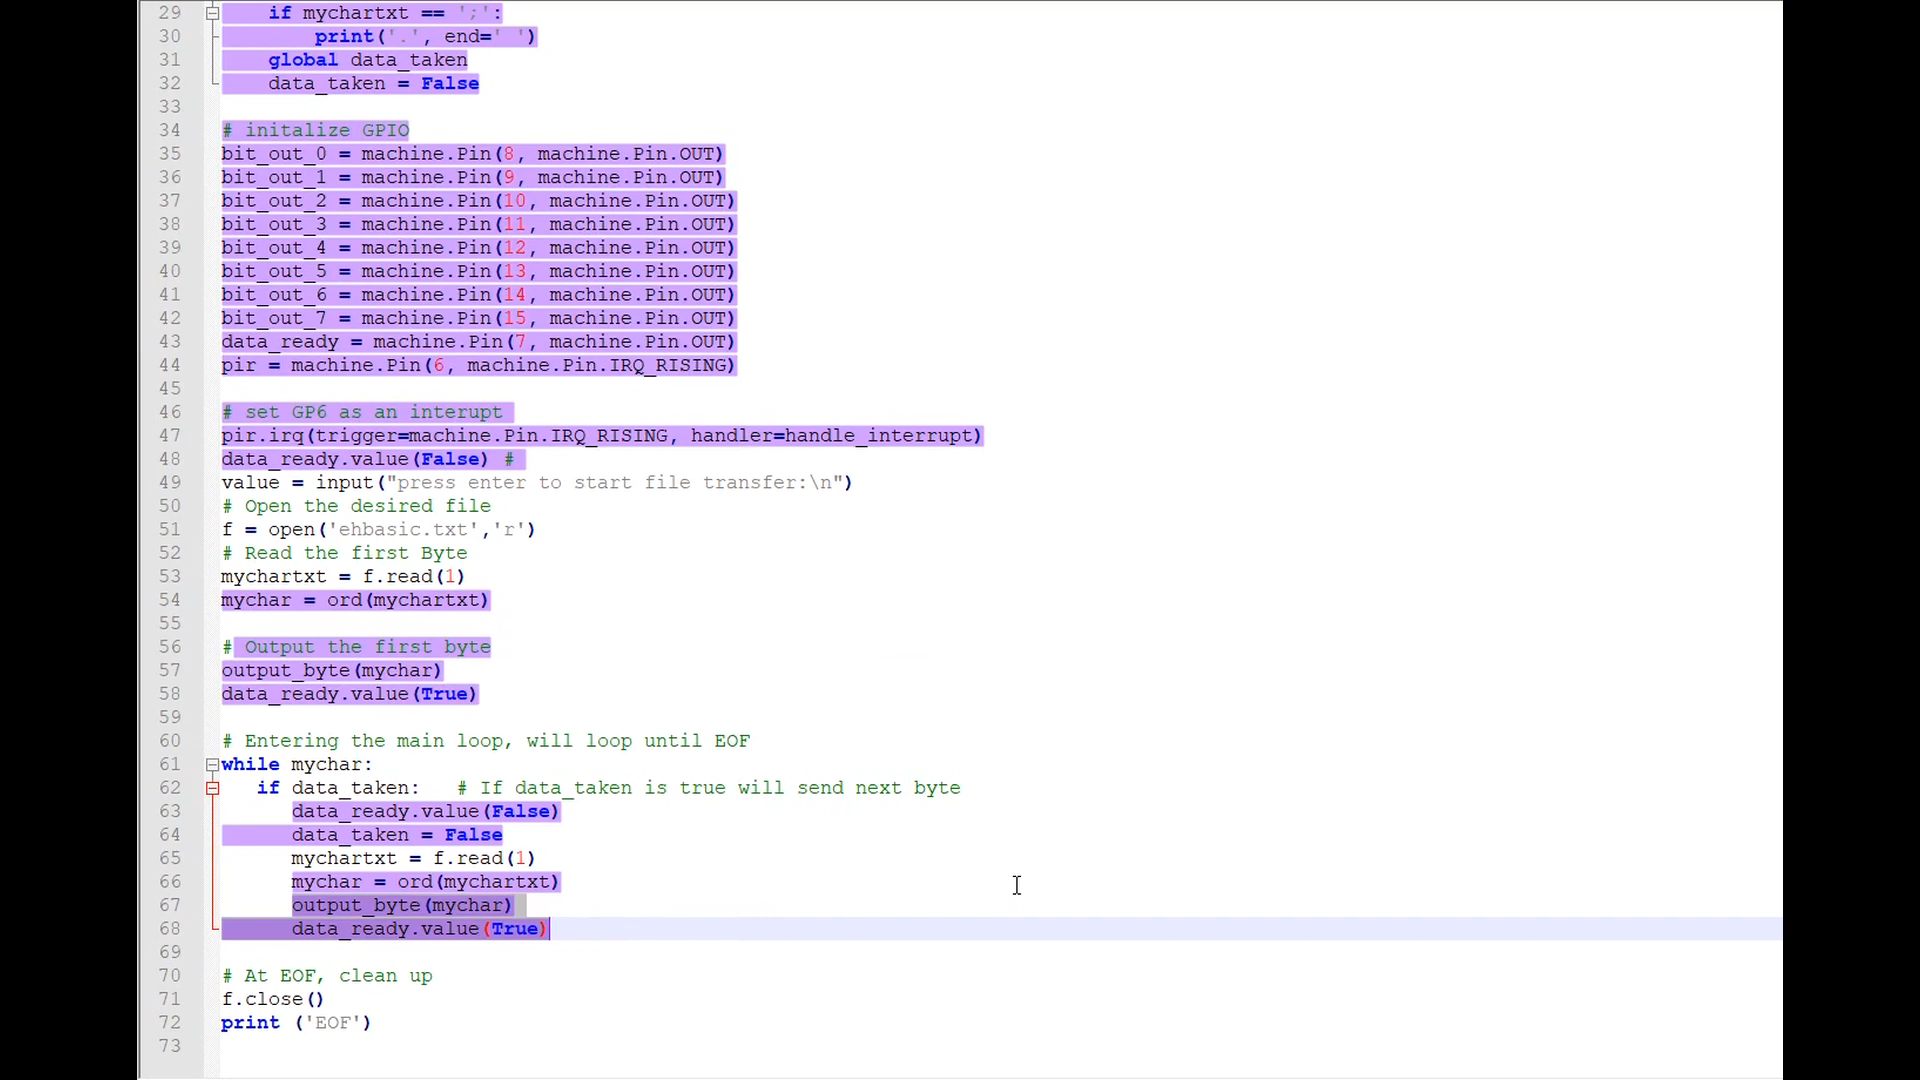 29 if mychartxt == ';':
30 print('.', end=' ')
31 global data_taken
32 data_taken = False
33
34 # initalize GPIO
35 bit_out_0 = machine.Pin(8, machine.Pin.OUT)
36 bit_out_1 = machine.Pin(9, machine.Pin.OUT)
37 bit_out_2 = machine.Pin(10, machine.Pin.OUT)
38 bit_out_3 = machine.Pin(11, machine.Pin.OUT)
39 bit_out_4 = machine.Pin(12, machine.Pin.OUT)
40 bit_out_5 = machine.Pin(13, machine.Pin.OUT)
41 bit_out_6 = machine.Pin(14, machine.Pin.OUT)
42 bit_out_7 = machine.Pin(15, machine.Pin.OUT)
43 data_ready = machine.Pin(7, machine.Pin.OUT)
44 pir = machine.Pin(6, machine.Pin.IRQ_RISING)
45
46 # set GP6 as an interupt
47 pir.irq(trigger=machine.Pin.IRQ_RISING, handler=handle_interrupt)
48 data_ready.value(False) #
49 value = input("press enter to start file transfer:\n")
50 # Open the desired file
51 f = open('ehbasic.txt','r')
52 # Read the first Byte
53 mychartxt = f.read(1)
54 mychar = ord(mychartxt)
55
56 # Output the first byte
57 output_byte(mychar)
58 data_ready.value(True)
59
60 # Entering the main loop, will loop until EOF
61 while mychar:
62 if data_taken: # If data_taken is true will send next byte
63 data_ready.value(False)
64 data_taken = False
65 mychartxt = f.read(1)
66 mychar = ord(mychartxt)
67 output_byte(mychar)
68 data_ready.value(True)
69
70 # At EOF, clean up
71 f.close()
72 print ('EOF')
73